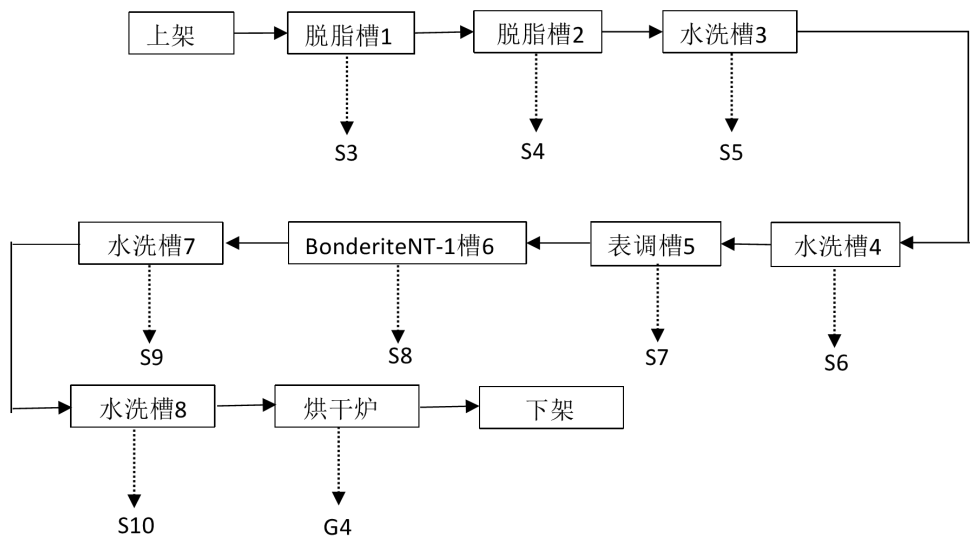 上架
脱脂槽1
脱脂槽2
水洗槽3
S3
S4
S5
水洗槽7
BonderiteNT-1槽6
表调槽5
水洗槽4
S9
S8
S7
S6
水洗槽8
烘干炉
下架
S10
G4